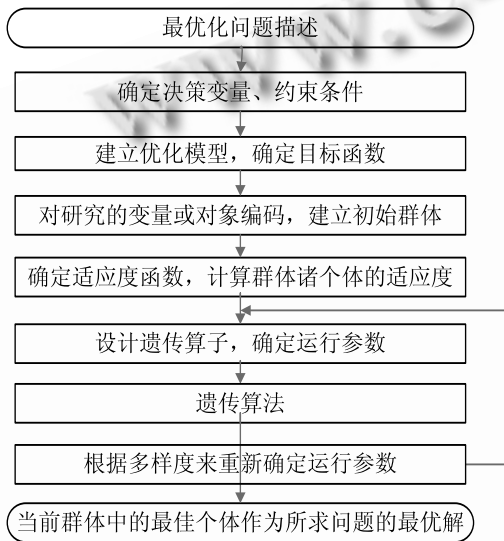 最优化问题描述
确定决策变量、约束条件
建立优化模型，确定目标函数
对研究的变量或对象编码，建立初始群体
确定适应度函数，计算群体诸个体的适应度
设计遗传算子，确定运行参数
遗传算法
根据多样度来重新确定运行参数
当前群体中的最佳个体作为所求问题的最优解